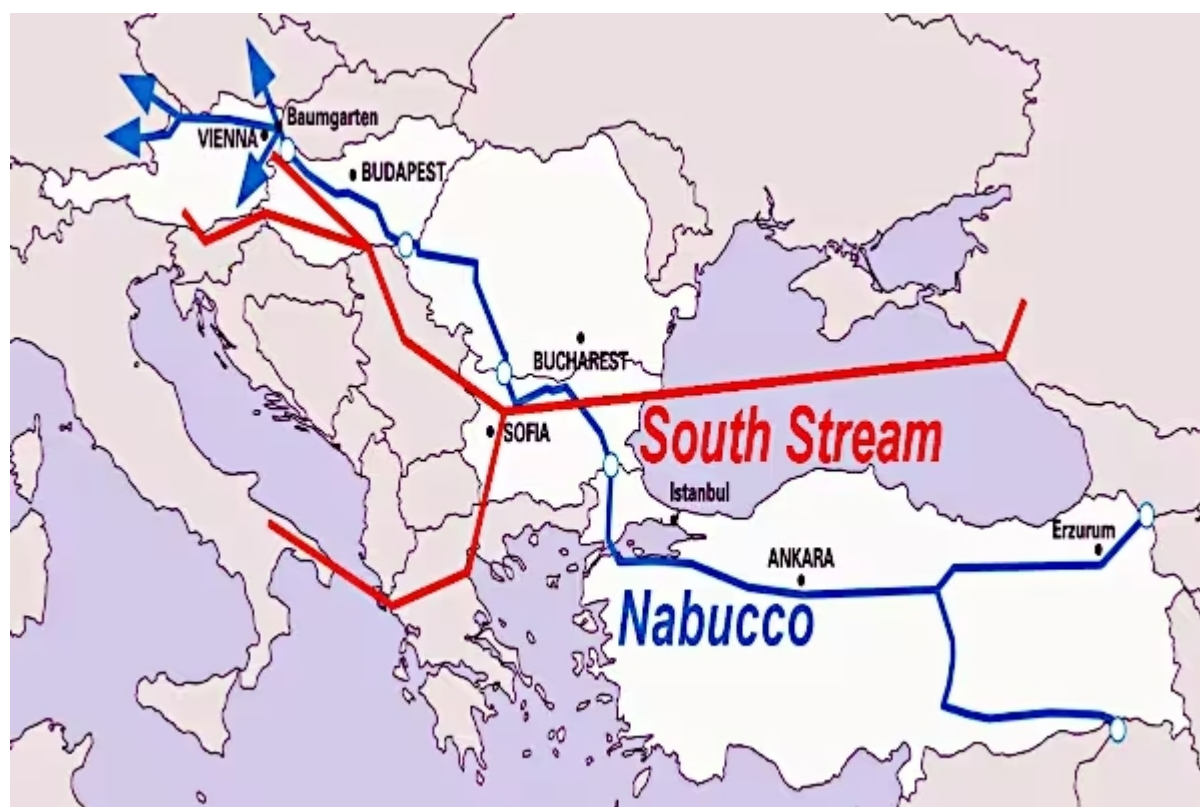 Baumgarten
VIENNA
BUDAPEST
BUCHAREST
SOFIA
South Stream
Istanbul
Erzurum
ANKARA
Nabucco